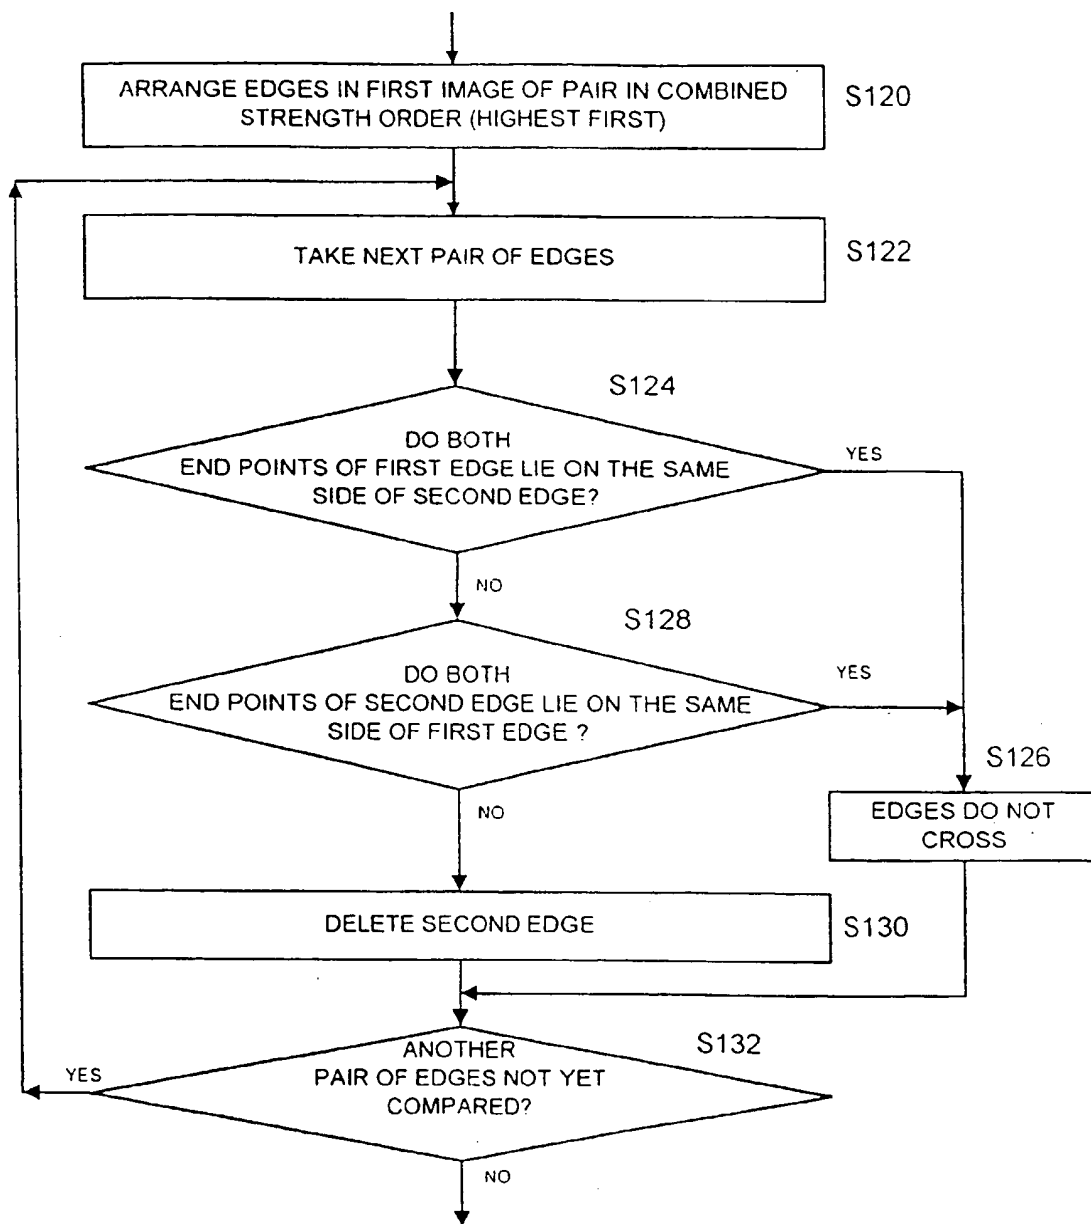 ARRANGE EDGES IN FIRST IMAGE OF PAIR IN COMBINED
STRENGTH ORDER (HIGHEST FIRST)
S120
TAKE NEXT PAIR OF EDGES
S122
S124
DO BOTH
END POINTS OF FIRST EDGE LIE ON THE SAME
SIDE OF SECOND EDGE?
YES
NO
S128
DO BOTH
END POINTS OF SECOND EDGE LIE ON THE SAME
SIDE OF FIRST EDGE ?
YES
NO
S126
EDGES DO NOT
CROSS
DELETE SECOND EDGE
S130
S132
ANOTHER
PAIR OF EDGES NOT YET
COMPARED?
YES
NO